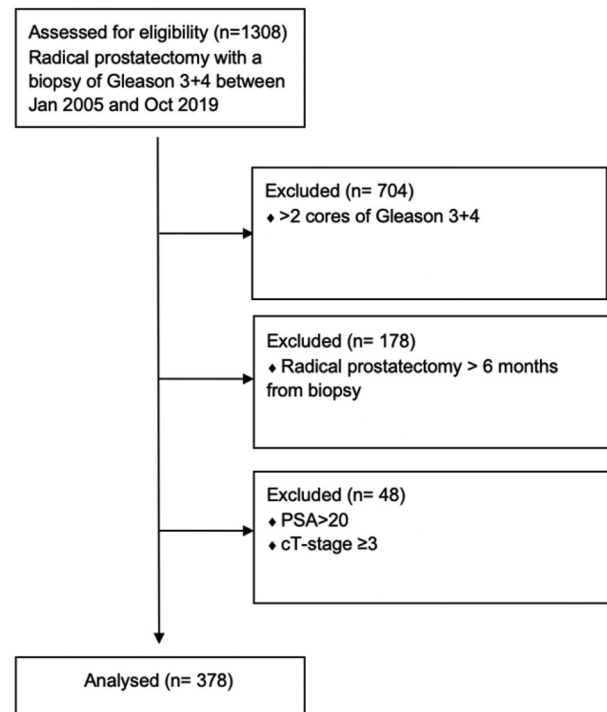 Assessed for eligibility (n=1308)
Radical prostatectomy with a
biopsy of Gleason 3+4 between
Jan 2005 and Oct 2019
Excluded (n= 704)
♦ >2 cores of Gleason 3+4
Excluded (n= 178)
♦ Radical prostatectomy > 6 months
from biopsy
Excluded (n= 48)
♦ PSA>20
♦ cT-stage ≥3
Analysed (n= 378)